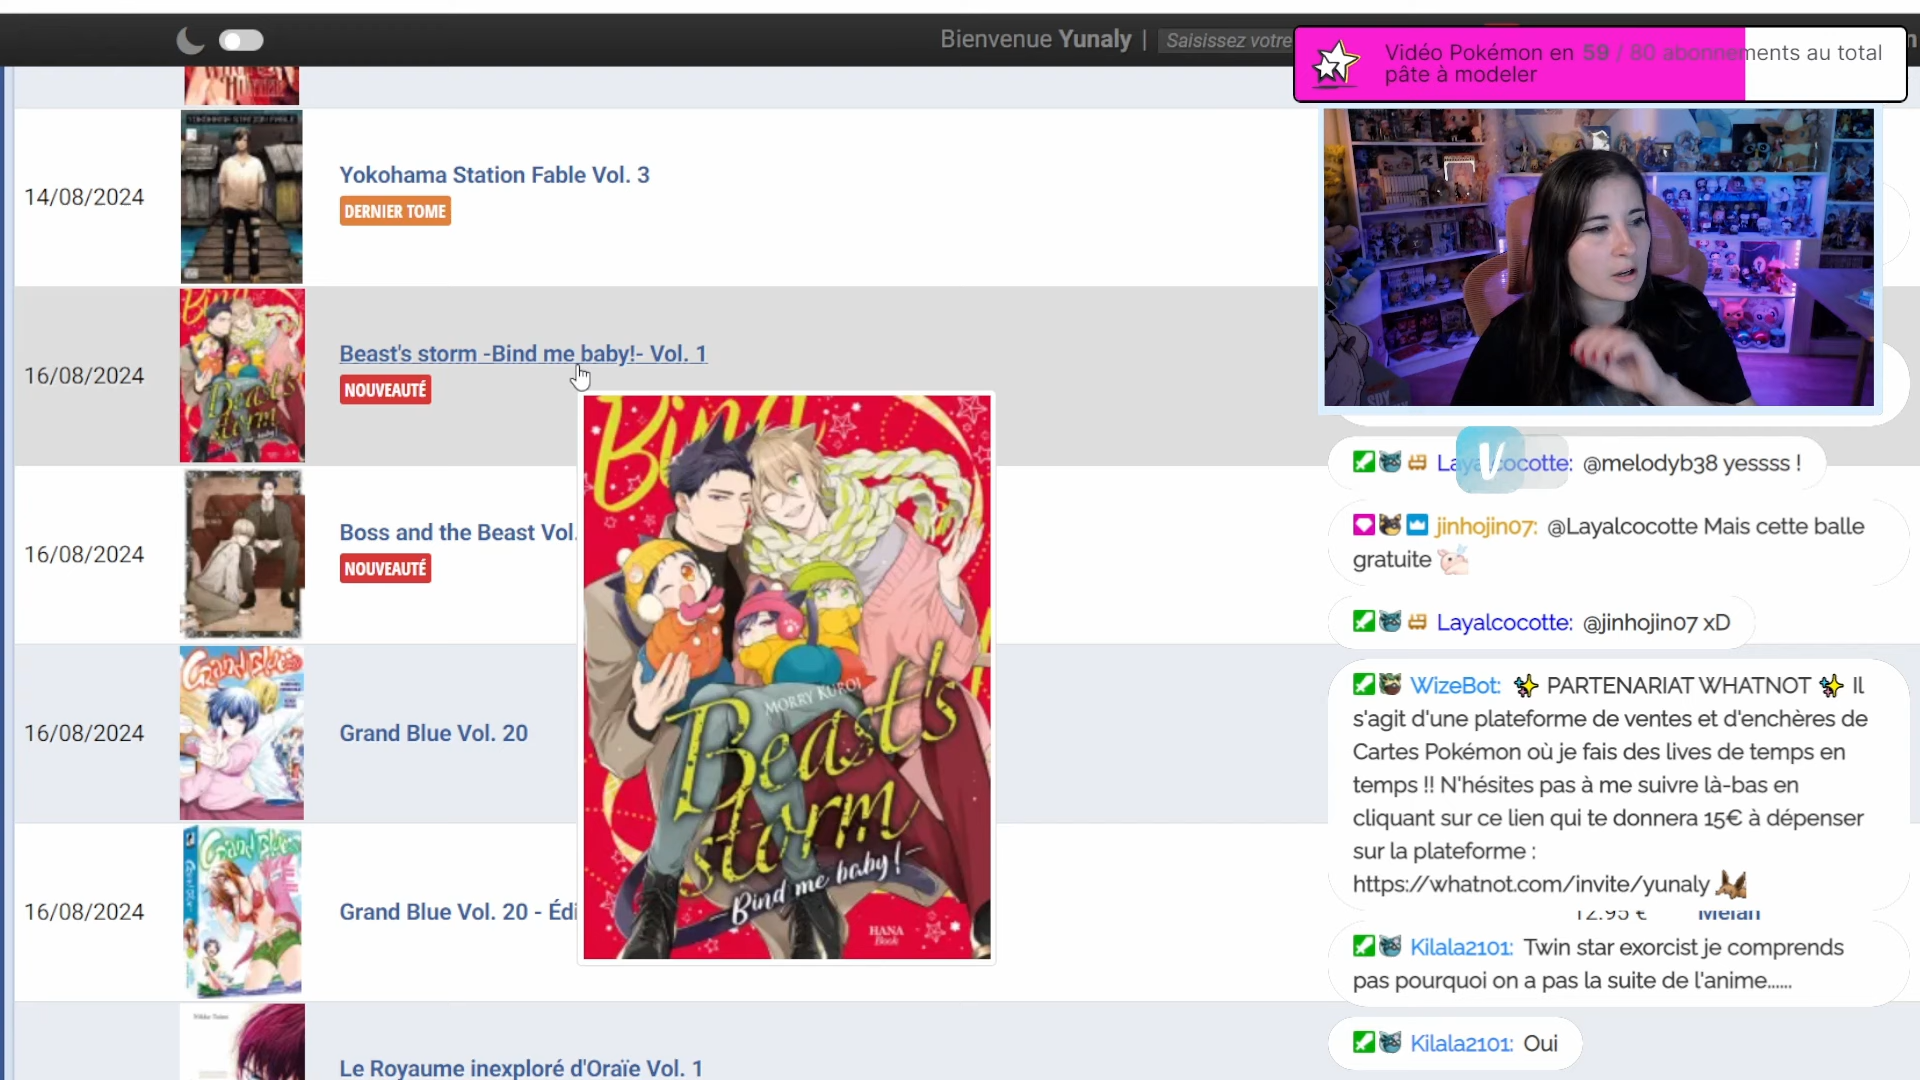 Bienvenue Yunaly |
Saisissez votre
Vidéo Pokémon en 59 / 80 abonnements au total
pâte à modeler
14/08/2024
Yokohama Station Fable Vol. 3
DERNIER TOME
16/08/2024
Beast's storm -Bind me baby!- Vol. 1
NOUVEAUTÉ
16/08/2024
Boss and the Beast Vol.
NOUVEAUTÉ
16/08/2024
Grand Blue Vol. 20
16/08/2024
Grand Blue Vol. 20 - Édi
Le Royaume inexploré d'Oraïe Vol. 1
Bind
MORRY KUROI
Beast's
storm
-Bind me baby!-
HANA
Book
Layalcocotte: @melodyb38 yessss !
jinhojin07: @Layalcocotte Mais cette balle
gratuite
Layalcocotte: @jinhojin07 xD
WizeBot: ✨ PARTENARIAT WHATNOT ✨ Il
s'agit d'une plateforme de ventes et d'enchères de
Cartes Pokémon où je fais des lives de temps en
temps !! N'hésites pas à me suivre là-bas en
cliquant sur ce lien qui te donnera 15€ à dépenser
sur la plateforme :
https://whatnot.com/invite/yunaly
12.95 € Meian
Kilala2101: Twin star exorcist je comprends
pas pourquoi on a pas la suite de l'anime......
Kilala2101: Oui